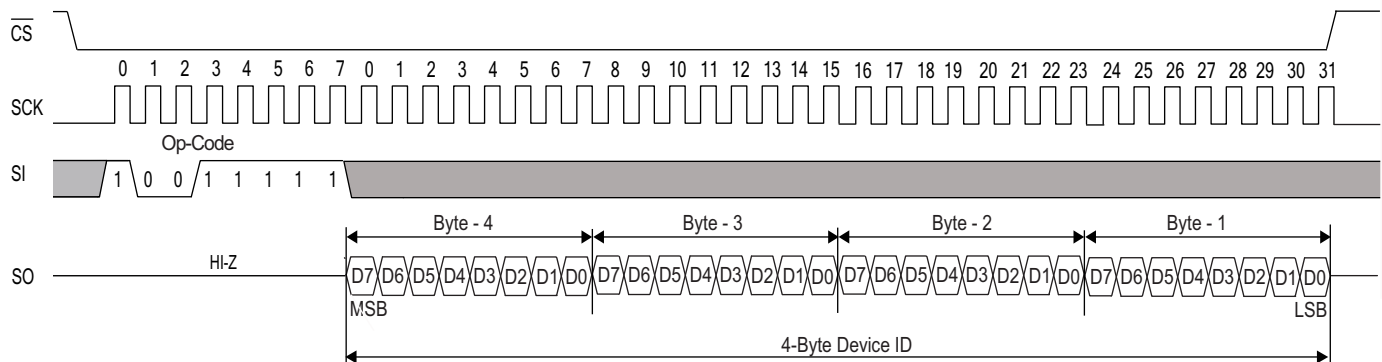 CS
0 1 2 3 4 5 6 7 0 1 2 3 4 5 6 7 8 9 10 11 12 13 14 15 16 17 18 19 20 21 22 23 24 25 26 27 28 29 30 31
SCK
Op-Code
SI 1 0 0 1 1 1 1 1
Byte - 4 Byte - 3 Byte - 2 Byte - 1
HI-Z
SO D7 D6 D5 D4 D3 D2 D1 D0 D7 D6 D5 D4 D3 D2 D1 D0 D7 D6 D5 D4 D3 D2 D1 D0 D7 D6 D5 D4 D3 D2 D1 D0
MSB LSB
4-Byte Device ID